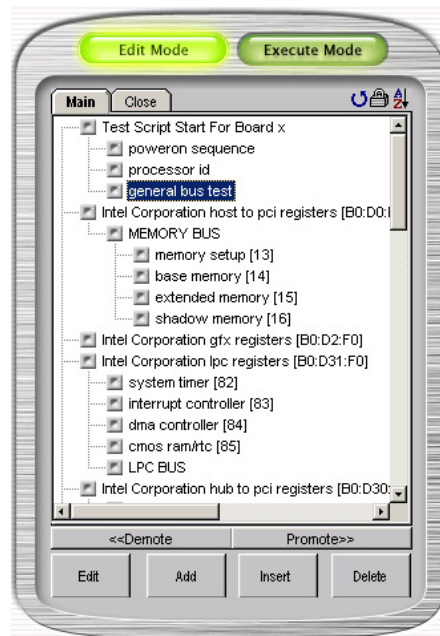 Edit Mode
Execute Mode
Main
Close
Test Script Start For Board x
poweron sequence
processor id
general bus test
Intel Corporation host to pci registers [B0:D0:
MEMORY BUS
memory setup [13]
base memory [14]
extended memory [15]
shadow memory [16]
Intel Corporation gfx registers [B0:D2:F0]
Intel Corporation lpc registers [B0:D31:F0]
system timer [82]
interrupt controller [83]
dma controller [84]
cmos ram/rtc [85]
LPC BUS
Intel Corporation hub to pci registers [B0:D30:
<<Demote
Promote>>
Edit
Add
Insert
Delete